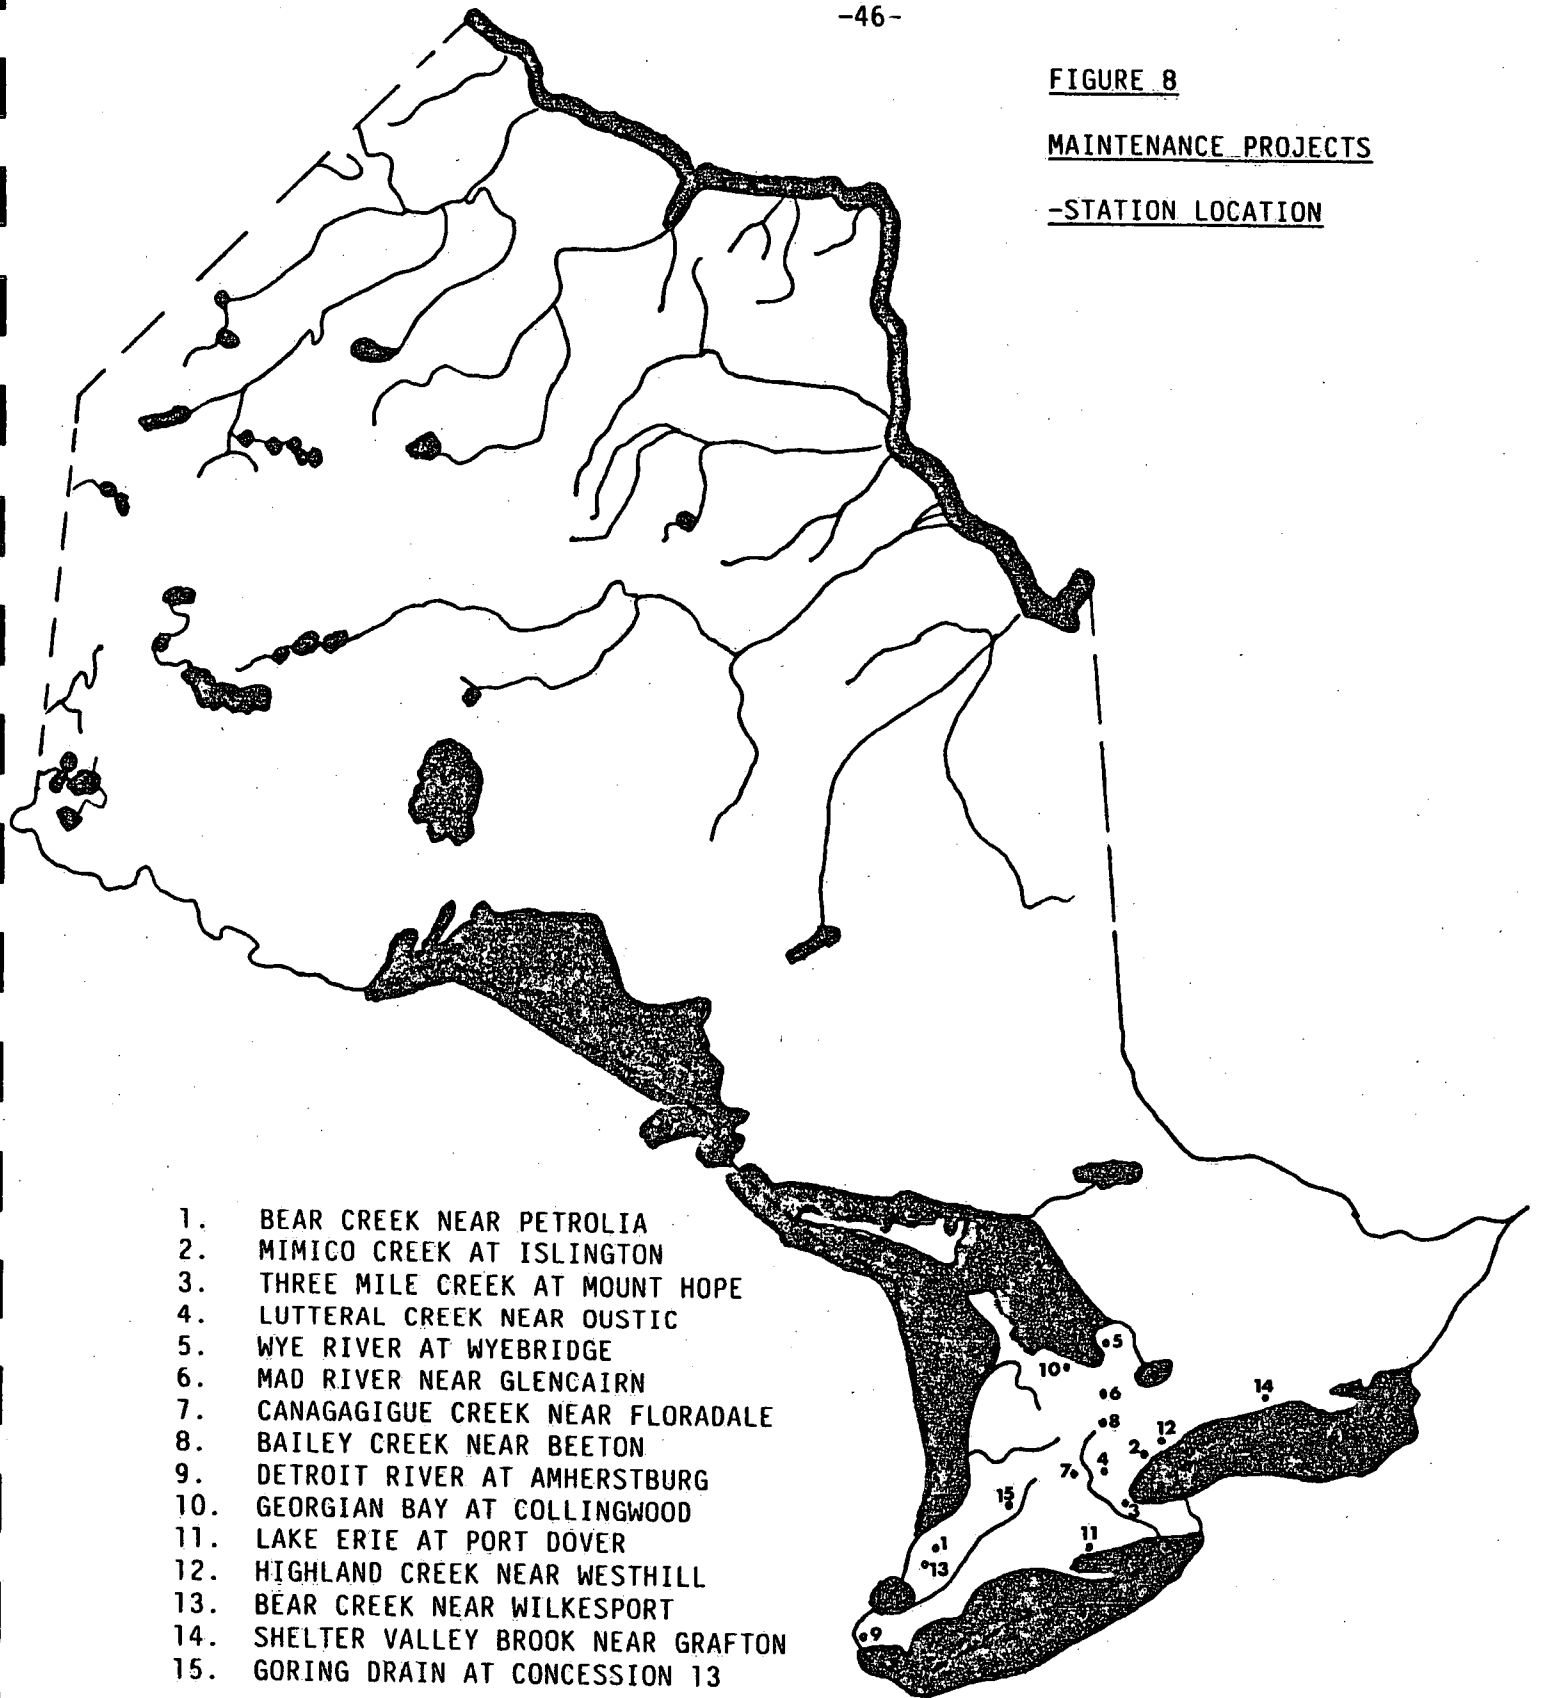 -46-
FIGURE 8
MAINTENANCE PROJECTS
-STATION LOCATION
1. BEAR CREEK NEAR PETROLIA
2. MIMICO CREEK AT ISLINGTON
3. THREE MILE CREEK AT MOUNT HOPE
4. LUTTERAL CREEK NEAR OUSTIC
5. WYE RIVER AT WYEBRIDGE
6. MAD RIVER NEAR GLENCAIRN
7. CANAGAGIGUE CREEK NEAR FLORADALE
8. BAILEY CREEK NEAR BEETON
9. DETROIT RIVER AT AMHERSTBURG
10. GEORGIAN BAY AT COLLINGWOOD
11. LAKE ERIE AT PORT DOVER
12. HIGHLAND CREEK NEAR WESTHILL
13. BEAR CREEK NEAR WILKESPORT
14. SHELTER VALLEY BROOK NEAR GRAFTON
15. GORING DRAIN AT CONCESSION 13
5
10
6
14
8
12
2
4
7
15
3
11
1
13
9